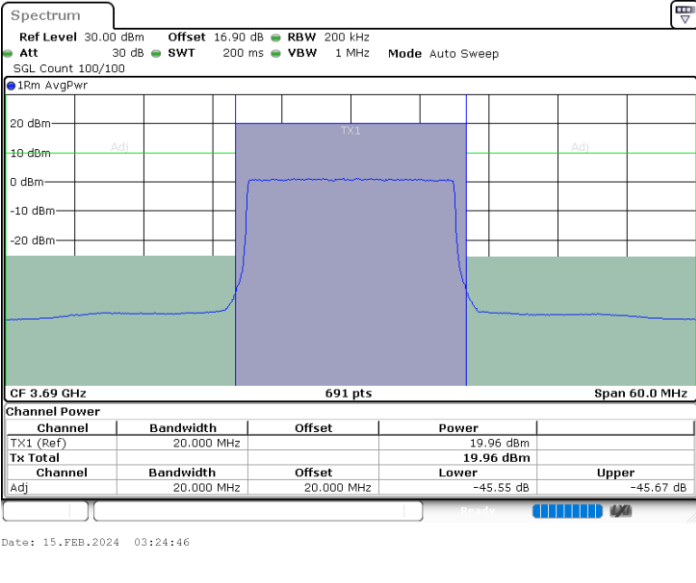 Spectrum
Ref Level 30.00 dBm Offset 16.90 dB RBW 200 kHz
Att 30 dB SWT 200 ms VBW 1 MHz Mode Auto Sweep
SGL Count 100/100
1Rm AvgPwr
20 dBm
TX1
Adj Adj
10 dBm
0 dBm
-10 dBm
-20 dBm
CF 3.69 GHz 691 pts Span 60.0 MHz
Channel Power
Channel Bandwidth Offset Power
TX1 (Ref) 20.000 MHz 19.96 dBm
Tx Total 19.96 dBm
Channel Bandwidth Offset Lower Upper
Adj 20.000 MHz 20.000 MHz -45.55 dB -45.67 dB
Ready
Date: 15.FEB.2024 03:24:46